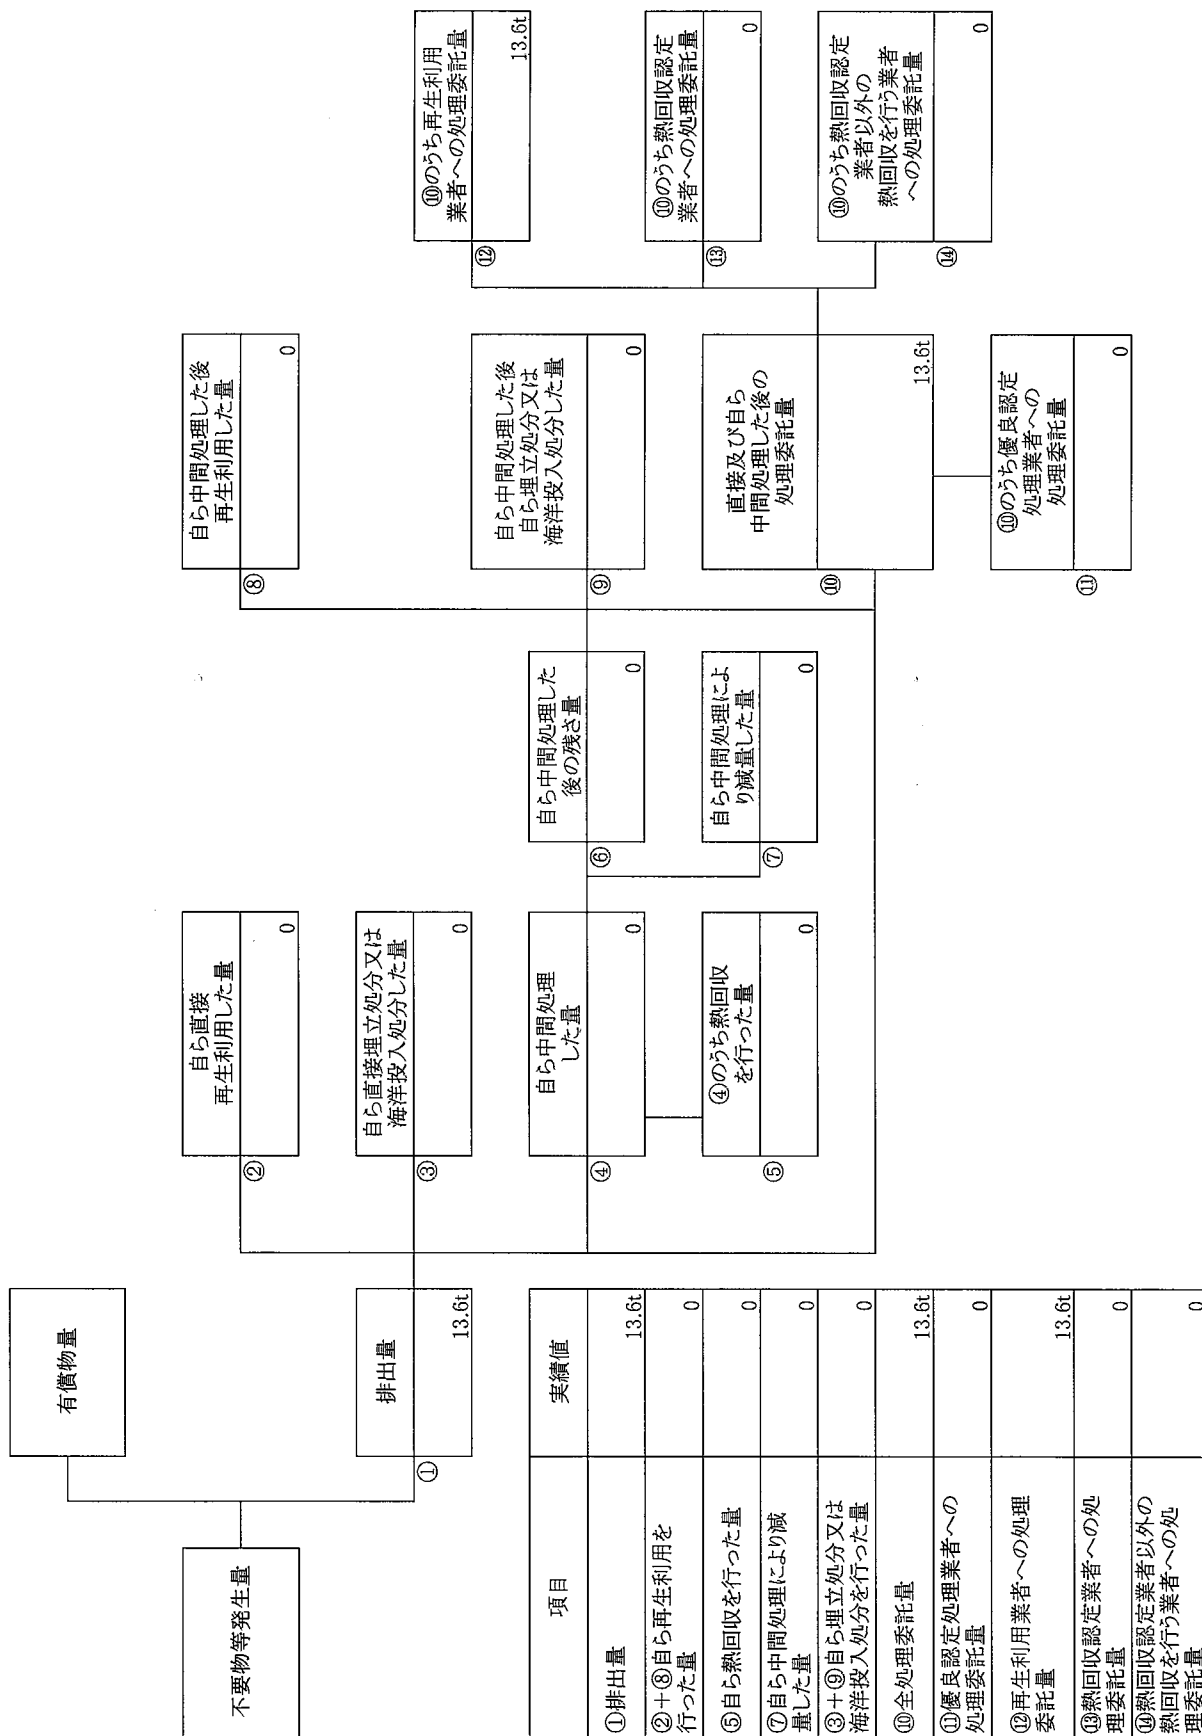 有償物量
不要物等発生量
排出量
①
13.6t
自ら直接
再生利用した量
②
0
自ら直接埋立処分又は
海洋投入処分した量
③
0
自ら中間処理
した量
④
0
④のうち熱回収
を行った量
⑤
0
自ら中間処理した
後の残さ量
⑥
0
自ら中間処理によ
り減量した量
⑦
0
自ら中間処理した後
再生利用した量
⑧
0
自ら中間処理した後
自ら埋立処分又は
海洋投入処分した量
⑨
0
直接及び自ら
中間処理した後の
処理委託量
⑩
13.6t
⑩のうち優良認定
処理業者への
処理委託量
⑪
0
⑩のうち再生利用
業者への処理委託量
⑫
13.6t
⑩のうち熱回収認定
業者への処理委託量
⑬
0
⑩のうち熱回収認定
業者以外の
熱回収を行う業者
への処理委託量
⑭
0
項目 実績値
①排出量 13.6t
②+⑧自ら再生利用を
行った量 0
⑤自ら熱回収を行った量 0
⑦自ら中間処理により減
量した量 0
③+⑨自ら埋立処分又は
海洋投入処分を行った量 0
⑩全処理委託量 13.6t
⑪優良認定処理業者への
処理委託量 0
⑫再生利用業者への処理
委託量 13.6t
⑬熱回収認定業者への処
理委託量 0
⑭熱回収認定業者以外の
熱回収を行う業者への処
理委託量 0